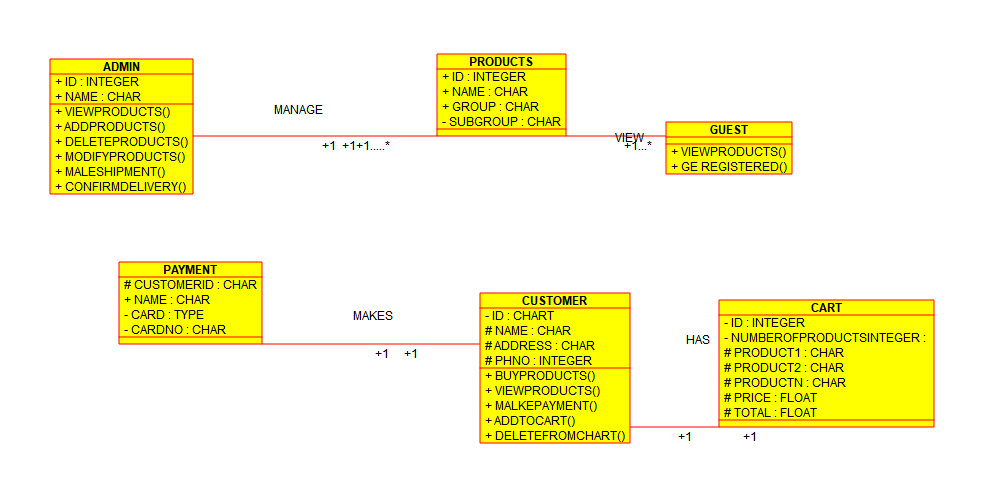 ADMIN
+ ID : INTEGER
+ NAME : CHAR
+ VIEWPRODUCTS()
+ ADDPRODUCTS()
+ DELETEPRODUCTS()
+ MODIFYPRODUCTS()
+ MALESHIPMENT()
+ CONFIRMDELIVERY()
MANAGE
+1 +1+1.....*
PRODUCTS
+ ID : INTEGER
+ NAME : CHAR
+ GROUP : CHAR
- SUBGROUP : CHAR
VIEW
+1...*
GUEST
+ VIEWPRODUCTS()
+ GE REGISTERED()
PAYMENT
# CUSTOMERID : CHAR
+ NAME : CHAR
- CARD : TYPE
- CARDNO : CHAR
MAKES
+1 +1
CUSTOMER
- ID : CHART
# NAME : CHAR
# ADDRESS : CHAR
# PHNO : INTEGER
+ BUYPRODUCTS()
+ VIEWPRODUCTS()
+ MALKEPAYMENT()
+ ADDTOCART()
+ DELETEFROMCHART()
HAS
+1 +1
CART
- ID : INTEGER
- NUMBEROFPRODUCTSINTEGER :
# PRODUCT1 : CHAR
# PRODUCT2 : CHAR
# PRODUCTN : CHAR
# PRICE : FLOAT
# TOTAL : FLOAT